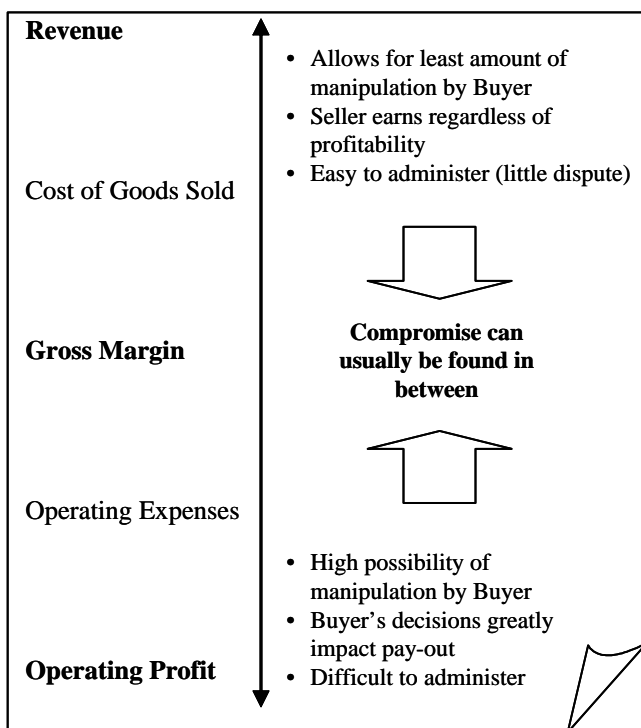 Revenue
• Allows for least amount of
manipulation by Buyer
• Seller earns regardless of
profitability
• Easy to administer (little dispute)
Cost of Goods Sold
Gross Margin
Compromise can
usually be found in
between
Operating Expenses
• High possibility of
manipulation by Buyer
• Buyer's decisions greatly
impact pay-out
• Difficult to administer
Operating Profit